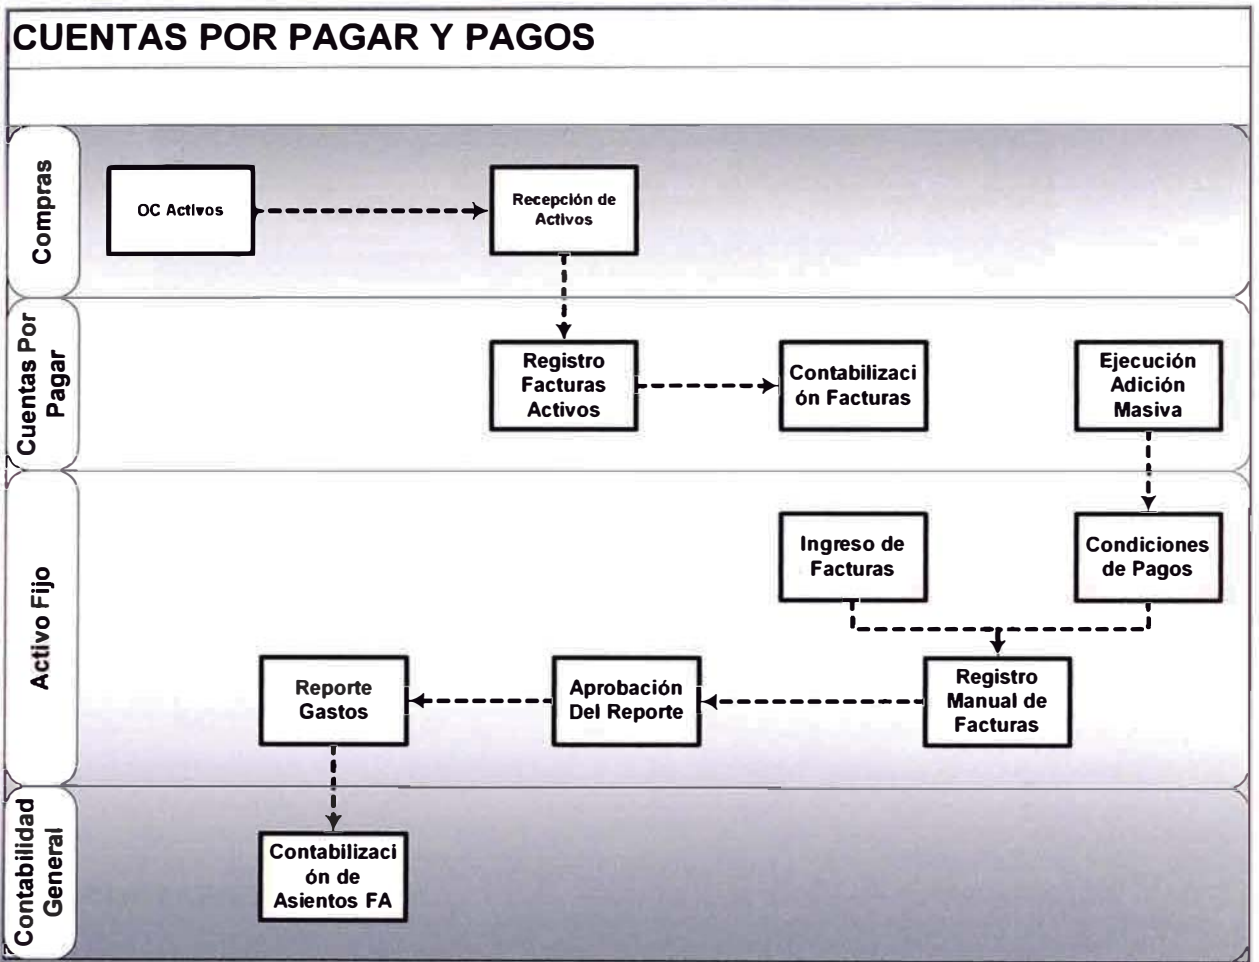 CUENTAS POR PAGAR Y PAGOS
Compras
OC Activos
Recepción de
Activos
Cuentas Por
Pagar
Registro
Facturas
Activos
Contabilizaci
ón Facturas
Ejecución
Adición
Masiva
Activo Fijo
Ingreso de
Facturas
Condiciones
de Pagos
Reporte
Gastos
Aprobación
Del Reporte
Registro
Manual de
Facturas
Contabilidad
General
Contabilizaci
ón de
Asientos FA